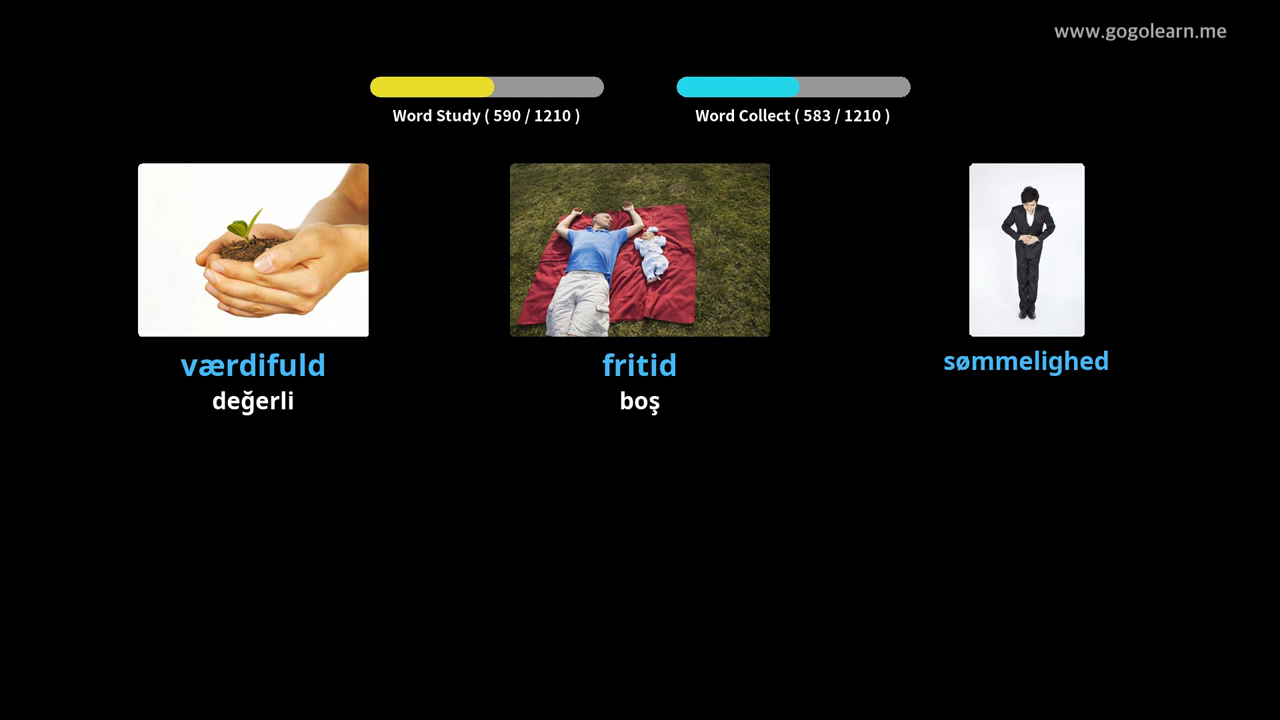 www.gogolearn.me
Word Study ( 590 / 1210 )
Word Collect ( 583 / 1210 )
værdifuld
değerli
fritid
boş
sømmelighed